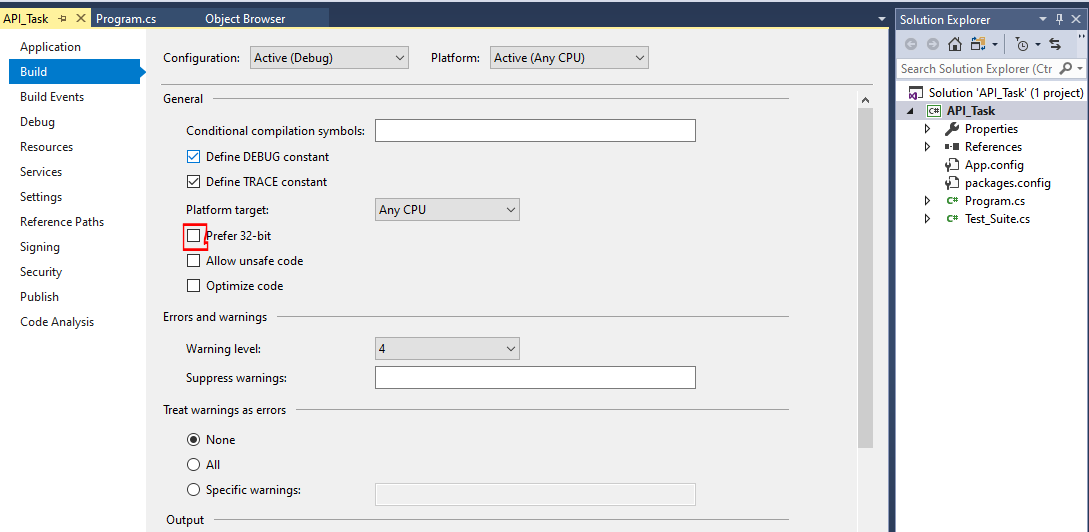 API_Task
Program.cs
Object Browser
Application
Build
Build Events
Debug
Resources
Services
Settings
Reference Paths
Signing
Security
Publish
Code Analysis
Configuration: Active (Debug) Platform: Active (Any CPU)
General
Conditional compilation symbols:
Define DEBUG constant
Define TRACE constant
Platform target: Any CPU
Prefer 32-bit
Allow unsafe code
Optimize code
Errors and warnings
Warning level: 4
Suppress warnings:
Treat warnings as errors
None
All
Specific warnings:
Output
Solution Explorer
Search Solution Explorer (Ctr
Solution 'API_Task' (1 project)
C# API_Task
Properties
References
App.config
packages.config
C# Program.cs
C# Test_Suite.cs